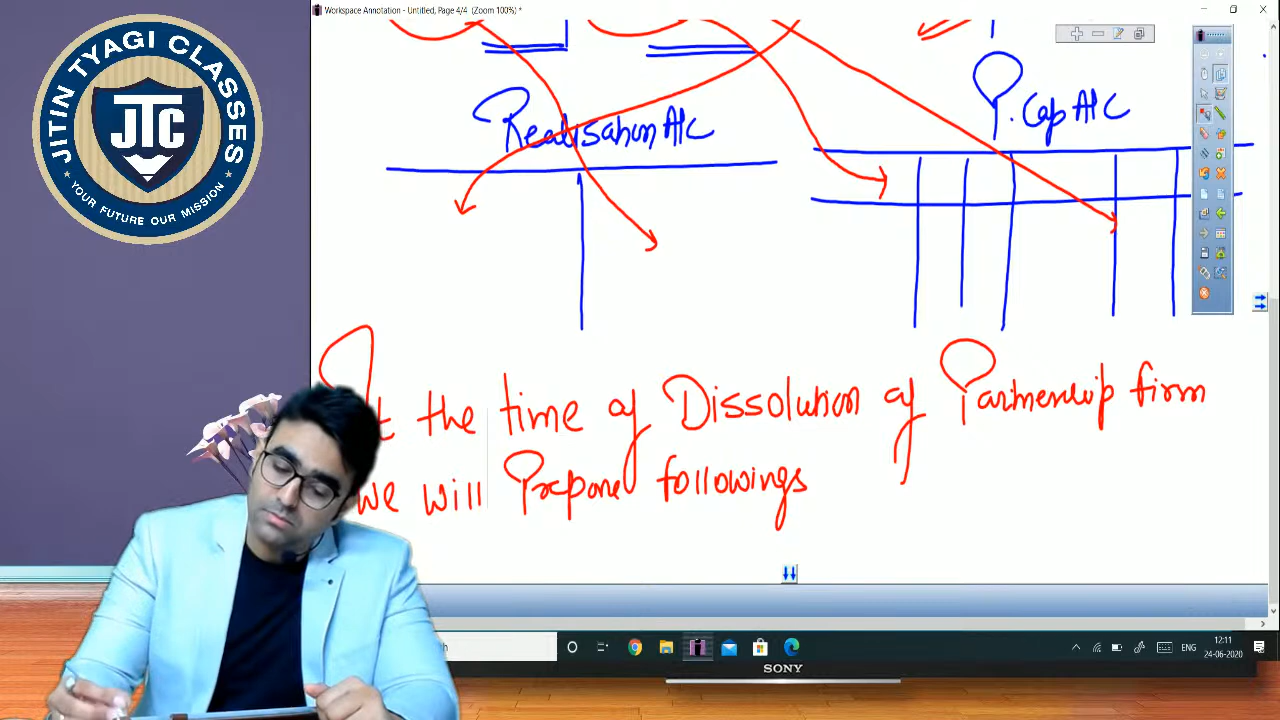 Workspace Annotation - Untitled, Page 4/4 (Zoom 100%) *
JITIN TYAGI CLASSES
JTC
YOUR FUTURE OUR MISSION
Realisation A/C
P. Cap A/C
At the time of Dissolution of Partnership firm
we will Prepare followings
12:11
ENG
24-06-2020
SONY